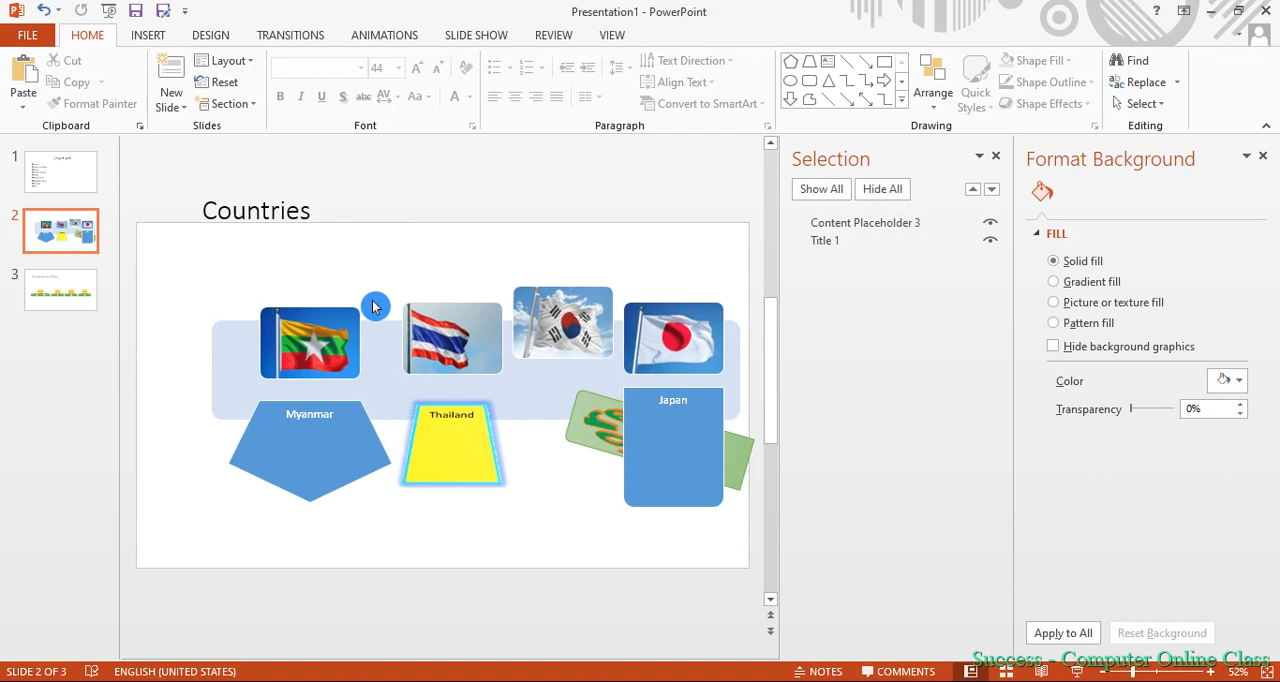 Presentation1 - PowerPoint
FILE HOME INSERT DESIGN TRANSITIONS ANIMATIONS SLIDE SHOW REVIEW VIEW
Paste
Cut
Copy
Format Painter
Clipboard
New
Slide
Layout
Reset
Section
Slides
44
Font
Text Direction
Align Text
Convert to SmartArt
Paragraph
Arrange
Quick
Styles
Shape Fill
Shape Outline
Shape Effects
Drawing
Find
Replace
Select
Editing
1
2
3
Countries
Myanmar
Thailand
Japan
Selection
Show All
Hide All
Content Placeholder 3
Title 1
Format Background
FILL
Solid fill
Gradient fill
Picture or texture fill
Pattern fill
Hide background graphics
Color
Transparency
0%
Apply to All
Reset Background
SLIDE 2 OF 3
ENGLISH (UNITED STATES)
NOTES
COMMENTS
52%
Success - Computer Online Class